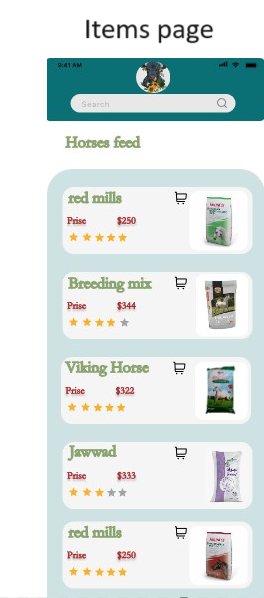 Items page
9:41 AM
Search
Horses feed
red mills
Prise $250
Breeding mix
Prise $344
Viking Horse
Prise $322
Jawwad
Prise $333
red mills
Prise $250